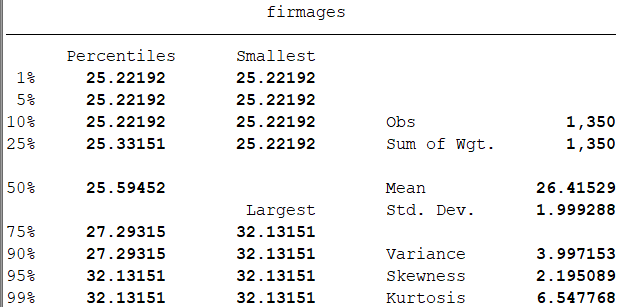 firmages
Percentiles Smallest
1% 25.22192 25.22192
5% 25.22192 25.22192
10% 25.22192 25.22192 Obs 1,350
25% 25.33151 25.22192 Sum of Wgt. 1,350
50% 25.59452 Mean 26.41529
Largest Std. Dev. 1.999288
75% 27.29315 32.13151
90% 27.29315 32.13151 Variance 3.997153
95% 32.13151 32.13151 Skewness 2.195089
99% 32.13151 32.13151 Kurtosis 6.547768